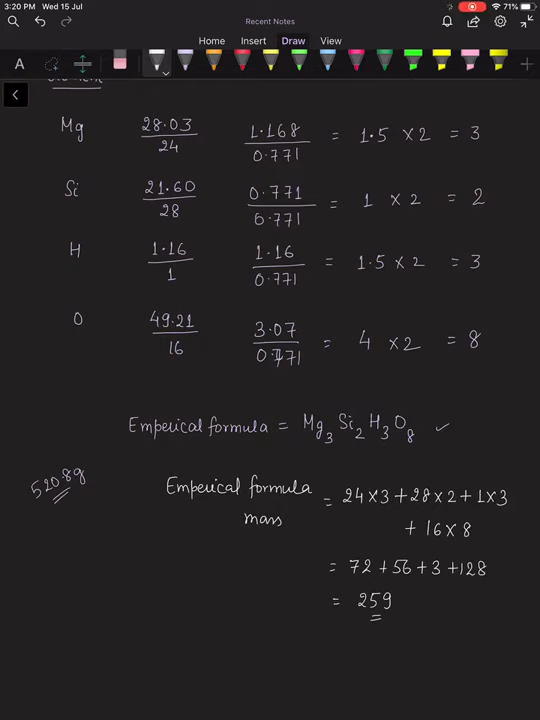 3:20 PM Wed 15 Jul
71%
Recent Notes
Home Insert Draw View
A
Mg 28.03/24 1.168/0.771 = 1.5 × 2 = 3
Si 21.60/28 0.771/0.771 = 1 × 2 = 2
H 1.16/1 1.16/0.771 = 1.5 × 2 = 3
O 49.21/16 3.07/0.771 = 4 × 2 = 8
Emperical formula = Mg3 Si2 H3 O8 ✓
520.8g
Emperical formula mass = 24×3 + 28×2 + 1×3
+ 16×8
= 72 + 56 + 3 + 128
= 259